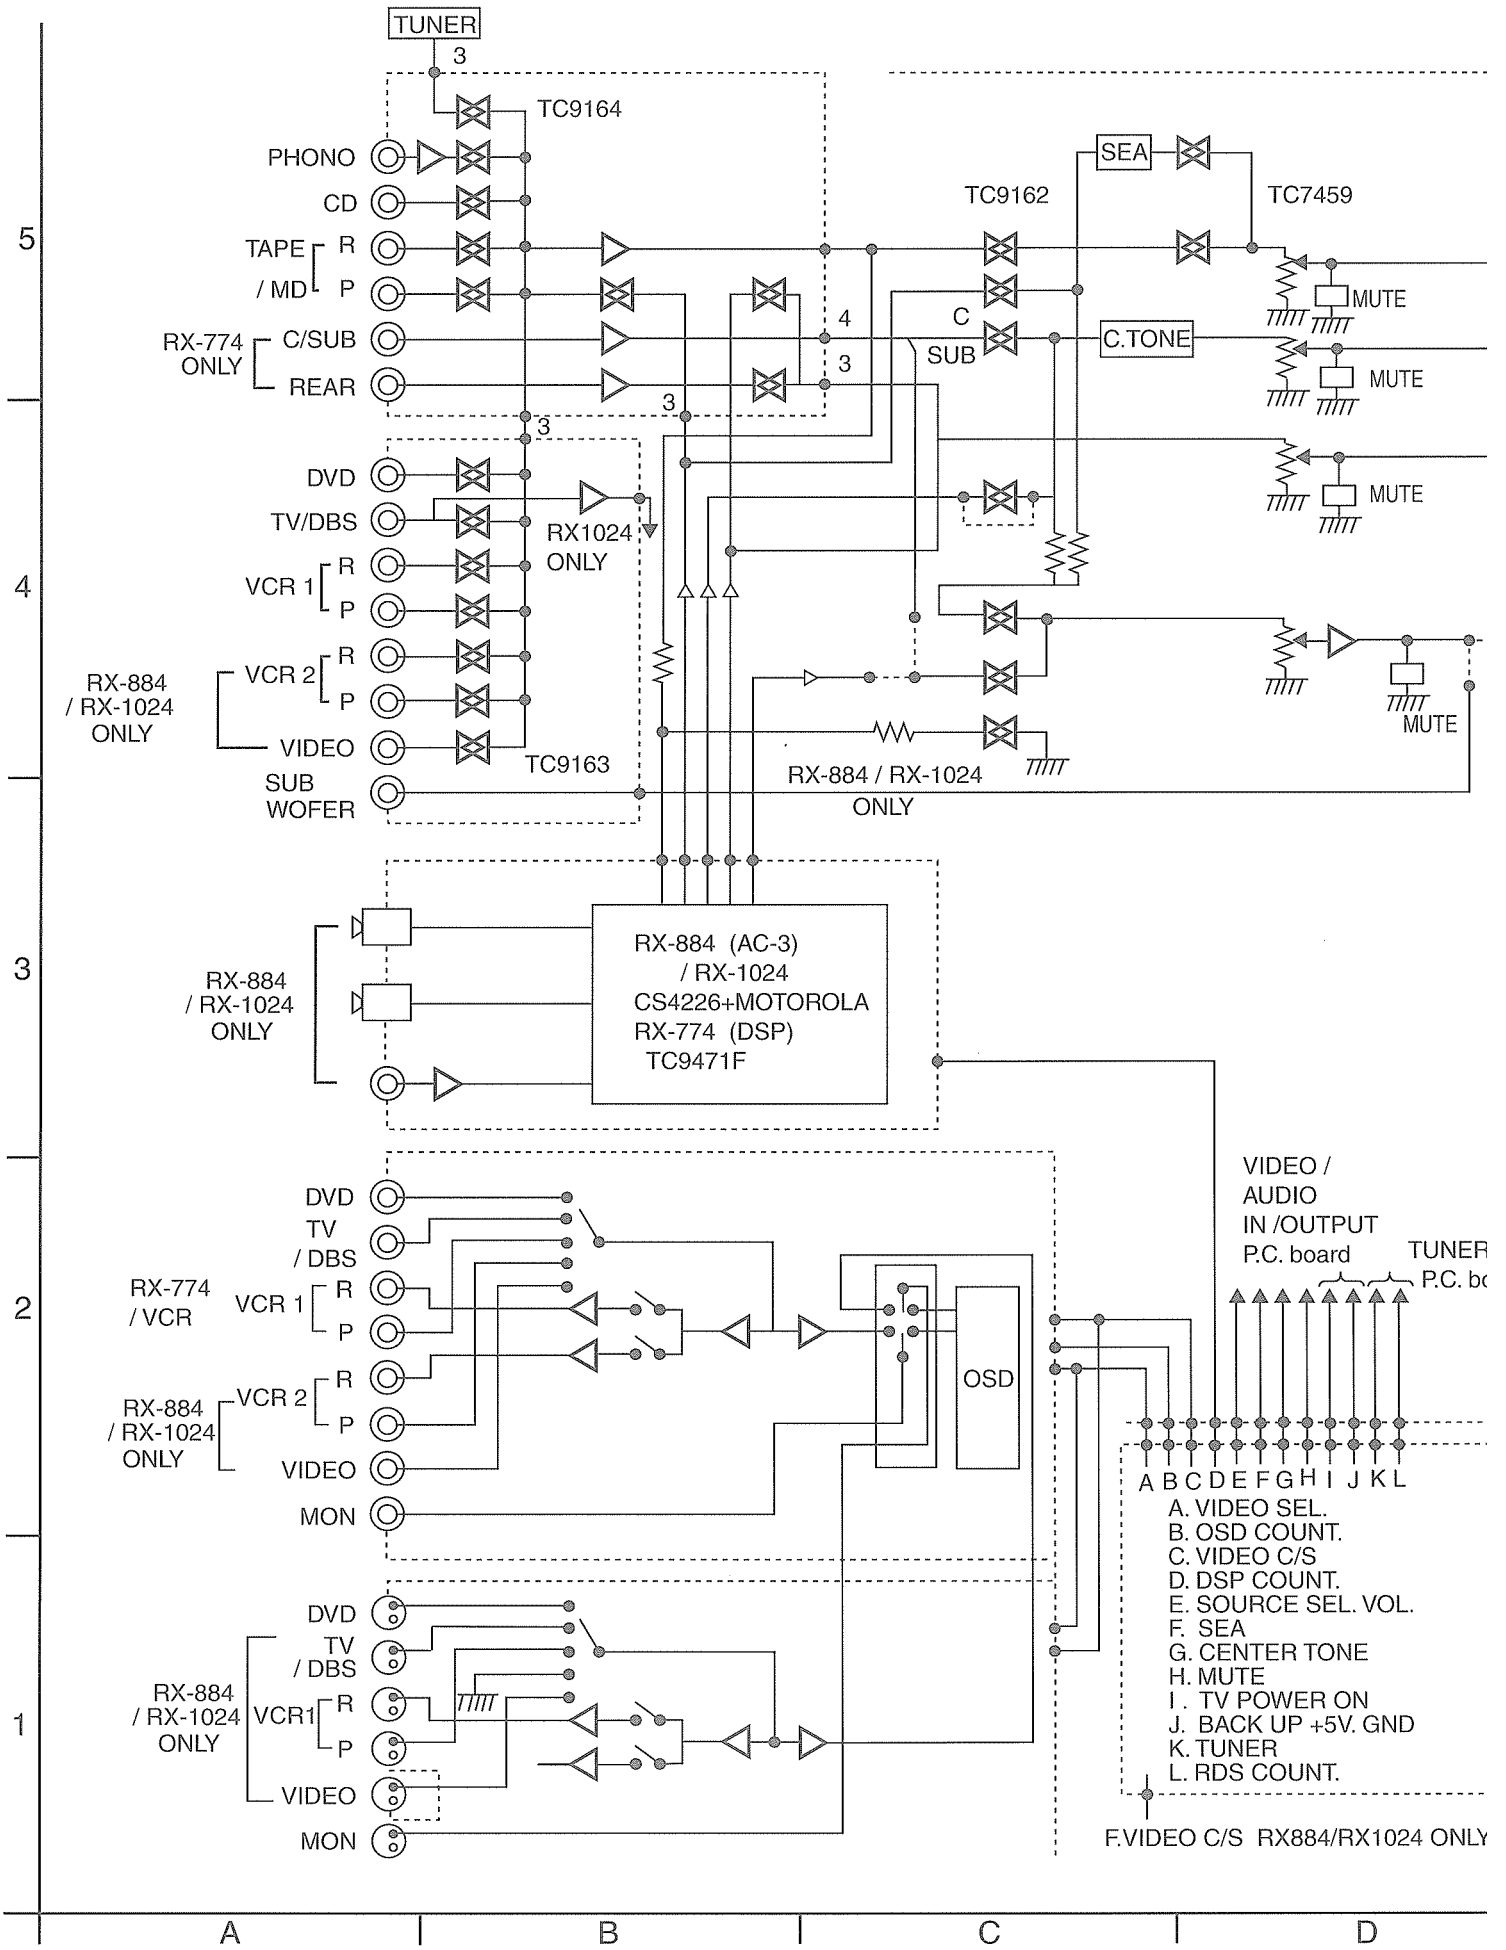 TUNER
3
TC9164
PHONO
CD
TAPE
/ MD
R
P
C/SUB
REAR
RX-774
ONLY
5
4
3
3
3
TC9162
C
SUB
SEA
TC7459
C.TONE
MUTE
MUTE
MUTE
MUTE
DVD
TV/DBS
RX1024
ONLY
VCR 1
R
P
VCR 2
R
P
VIDEO
RX-884
/ RX-1024
ONLY
TC9163
SUB
WOFER
4
RX-884 / RX-1024
ONLY
3
RX-884
/ RX-1024
ONLY
RX-884 (AC-3)
/ RX-1024
CS4226+MOTOROLA
RX-774 (DSP)
TC9471F
2
DVD
TV
/ DBS
RX-774
/ VCR
VCR 1
R
P
VCR 2
R
P
RX-884
/ RX-1024
ONLY
VIDEO
MON
OSD
VIDEO /
AUDIO
IN /OUTPUT
P.C. board
TUNER
P.C. bo
A B C D E F G H I J K L
A. VIDEO SEL.
B. OSD COUNT.
C. VIDEO C/S
D. DSP COUNT.
E. SOURCE SEL. VOL.
F. SEA
G. CENTER TONE
H. MUTE
I . TV POWER ON
J. BACK UP +5V. GND
K. TUNER
L. RDS COUNT.
F.VIDEO C/S RX884/RX1024 ONLY
1
DVD
TV
/ DBS
RX-884
/ RX-1024
ONLY
VCR1
R
P
VIDEO
MON
A B C D